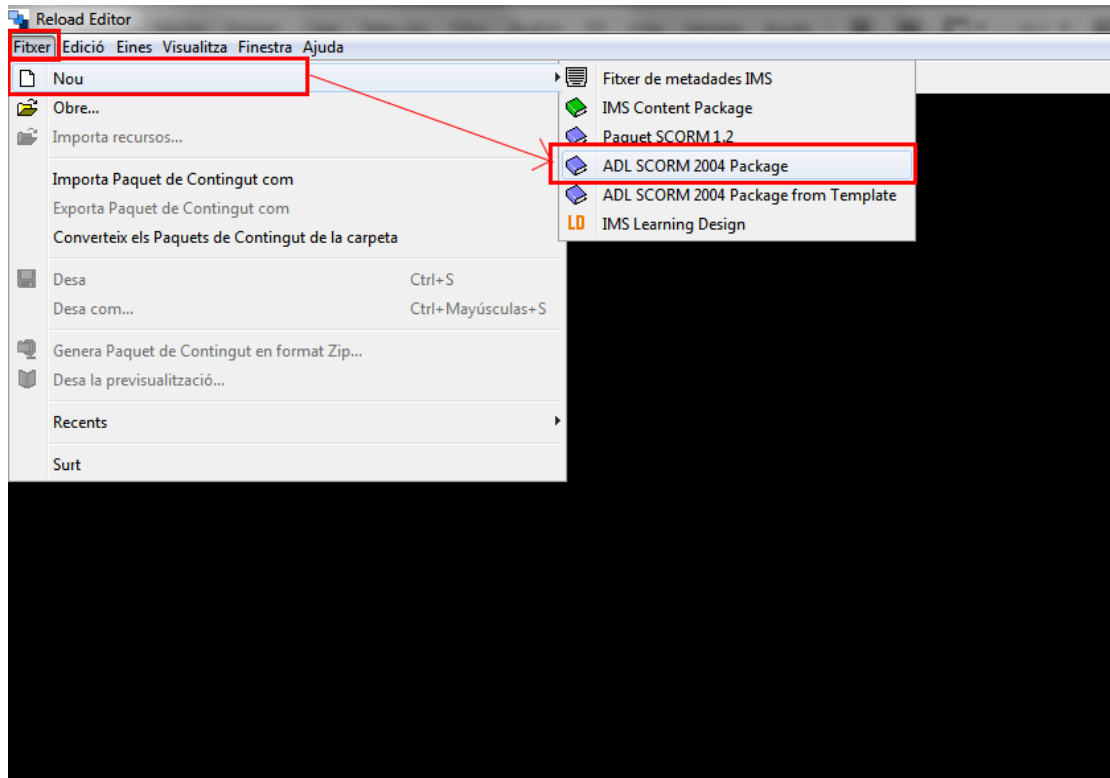 Reload Editor
Fitxer Edició Eines Visualitza Finestra Ajuda
Nou
Obre...
Importa recursos...
Importa Paquet de Contingut com
Exporta Paquet de Contingut com
Converteix els Paquets de Contingut de la carpeta
Desa Ctrl+S
Desa com... Ctrl+Mayúsculas+S
Genera Paquet de Contingut en format Zip...
Desa la previsualització...
Recents
Surt
Fitxer de metadades IMS
IMS Content Package
Paquet SCORM 1.2
ADL SCORM 2004 Package
ADL SCORM 2004 Package from Template
LD IMS Learning Design